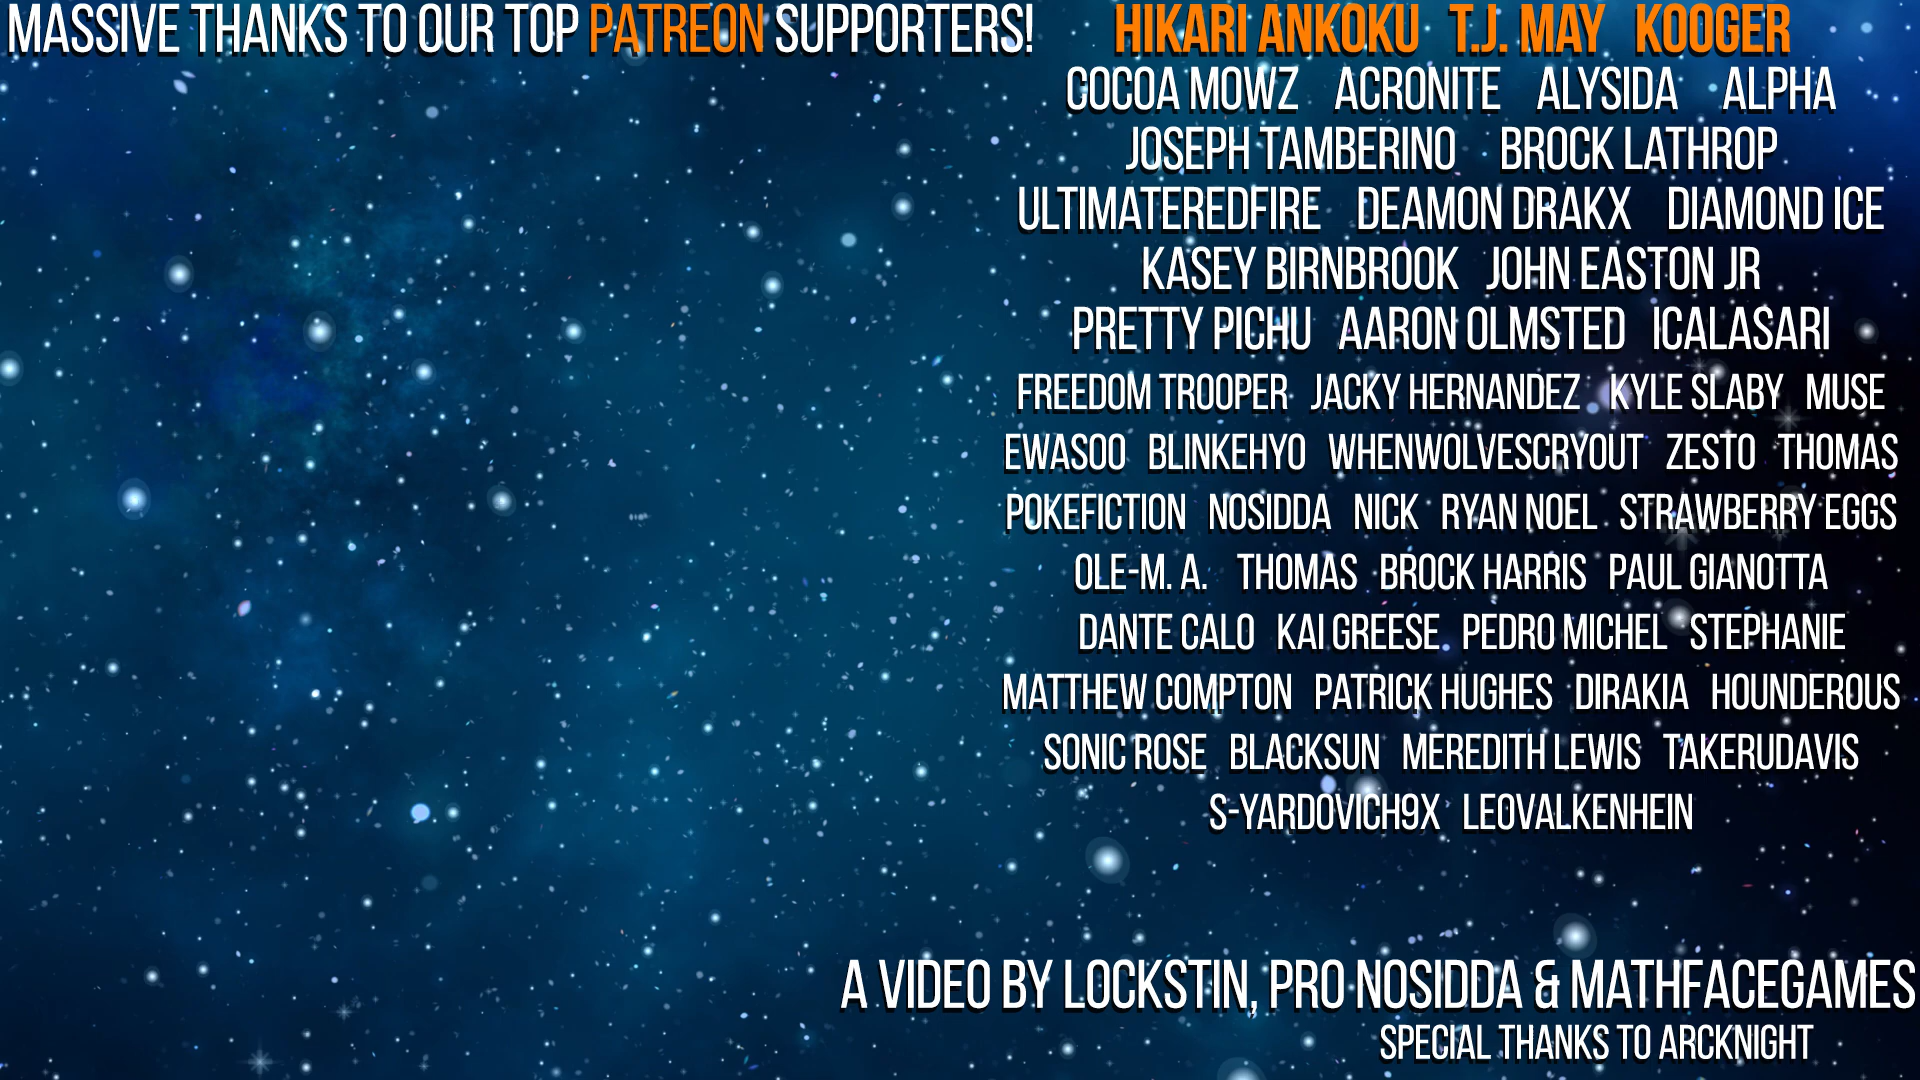 MASSIVE THANKS TO OUR TOP PATREON SUPPORTERS!
HIKARI ANKOKU T.J. MAY KOOGER
COCOA MOWZ ACRONITE ALYSIDA ALPHA
JOSEPH TAMBERINO BROCK LATHROP
ULTIMATEREDFIRE DEAMON DRAKX DIAMOND ICE
KASEY BIRNBROOK JOHN EASTON JR
PRETTY PICHU AARON OLMSTED ICALASARI
FREEDOM TROOPER JACKY HERNANDEZ KYLE SLABY MUSE
EWASOO BLINKEHYO WHENWOLVESCRYOUT ZESTO THOMAS
POKEFICTION NOSIDDA NICK RYAN NOEL STRAWBERRY EGGS
OLE-M. A. THOMAS BROCK HARRIS PAUL GIANOTTA
DANTE CALO KAI GREESE PEDRO MICHEL STEPHANIE
MATTHEW COMPTON PATRICK HUGHES DIRAKIA HOUNDEROUS
SONIC ROSE BLACKSUN MEREDITH LEWIS TAKERUDAVIS
S-YARDOVICH9X LEOVALKENHEIN
A VIDEO BY LOCKSTIN, PRO NOSIDDA & MATHFACEGAMES
SPECIAL THANKS TO ARCKNIGHT